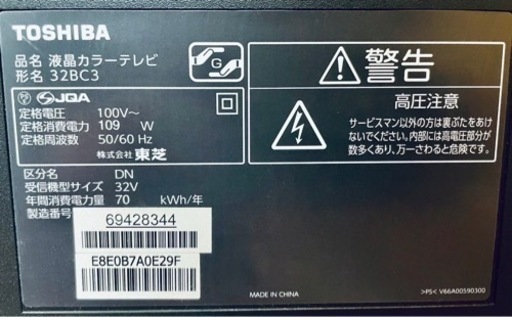 TOSHIBA
品名 液晶カラーテレビ
形名 32BC3
G
JQA
定格電圧 100V～
定格消費電力 109 W
定格周波数 50/60 Hz
株式会社 東芝
区分名 DN
受信機型サイズ 32V
年間消費電力量 70 kWh/年
製造番号
69428344
E8E0B7A0E29F
警告
高圧注意
サービスマン以外の方は裏ぶたをあけ
ないでください。内部には高電圧部分が
数多くあり、万一さわると危険です。
MADE IN CHINA
>PS< V66A00590300